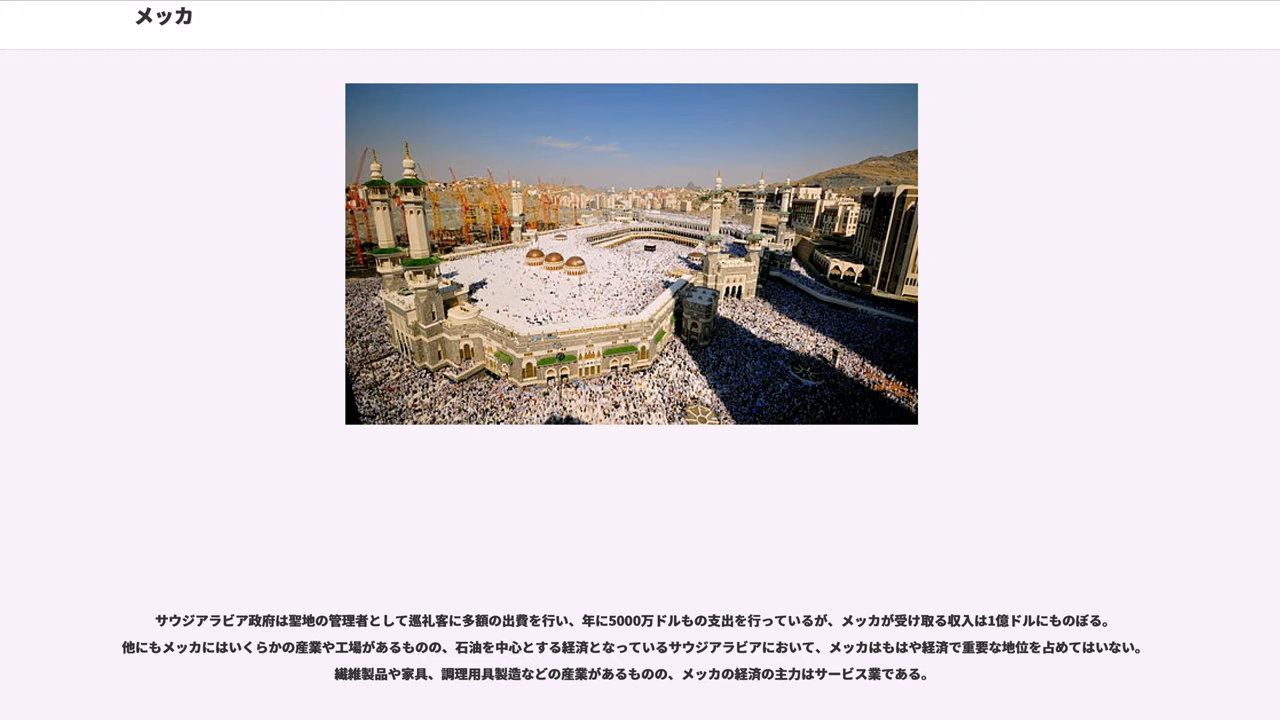 メッカ
サウジアラビア政府は聖地の管理者として巡礼客に多額の出費を行い、年に5000万ドルもの支出を行っているが、メッカが受け取る収入は1億ドルにものぼる。
他にもメッカにはいくらかの産業や工場があるものの、石油を中心とする経済となっているサウジアラビアにおいて、メッカはもはや経済で重要な地位を占めてはいない。
繊維製品や家具、調理用具製造などの産業があるものの、メッカの経済の主力はサービス業である。